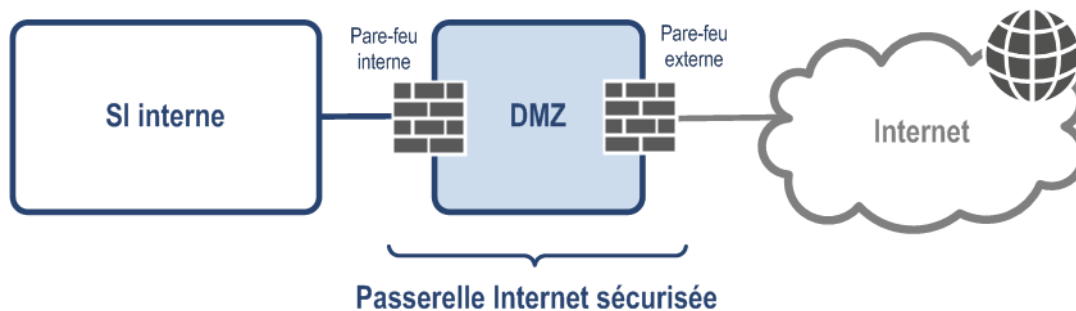 Pare-feu
interne
Pare-feu
externe
SI interne
DMZ
Internet
Passerelle Internet sécurisée